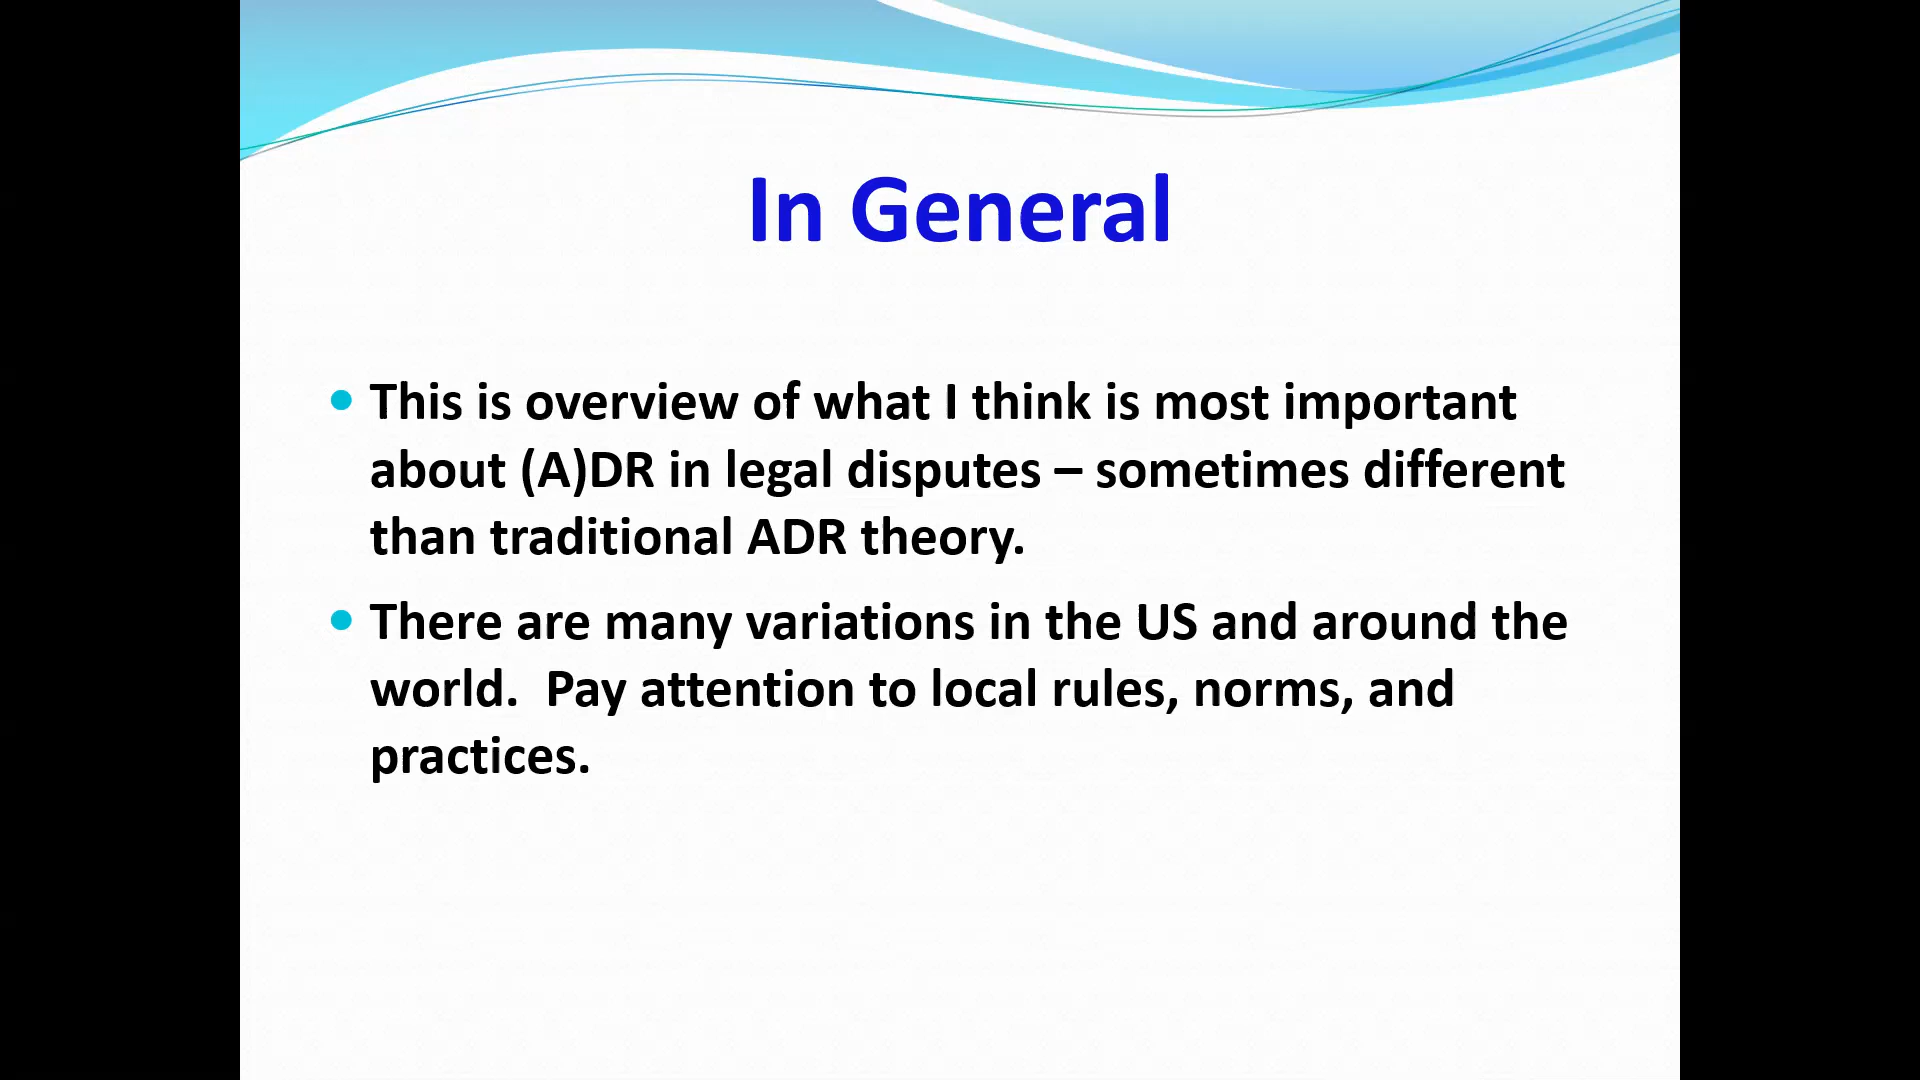 In General
• This is overview of what I think is most important
about (A)DR in legal disputes – sometimes different
than traditional ADR theory.
• There are many variations in the US and around the
world.  Pay attention to local rules, norms, and
practices.